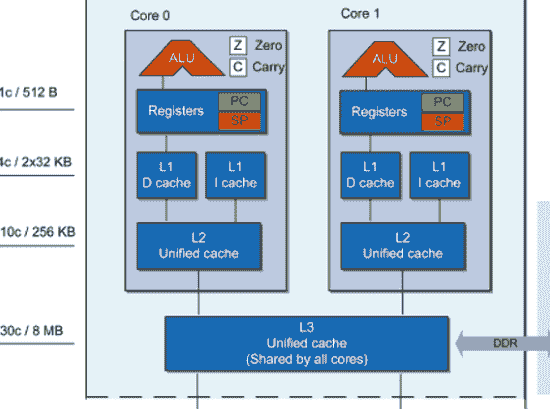 Core 0
Core 1
ALU
Z Zero
C Carry
ALU
Z Zero
C Carry
1c / 512 B
Registers
PC
SP
Registers
PC
SP
4c / 2x32 KB
L1
D cache
L1
I cache
L1
D cache
L1
I cache
10c / 256 KB
L2
Unified cache
L2
Unified cache
30c / 8 MB
L3
Unified cache
(Shared by all cores)
DDR